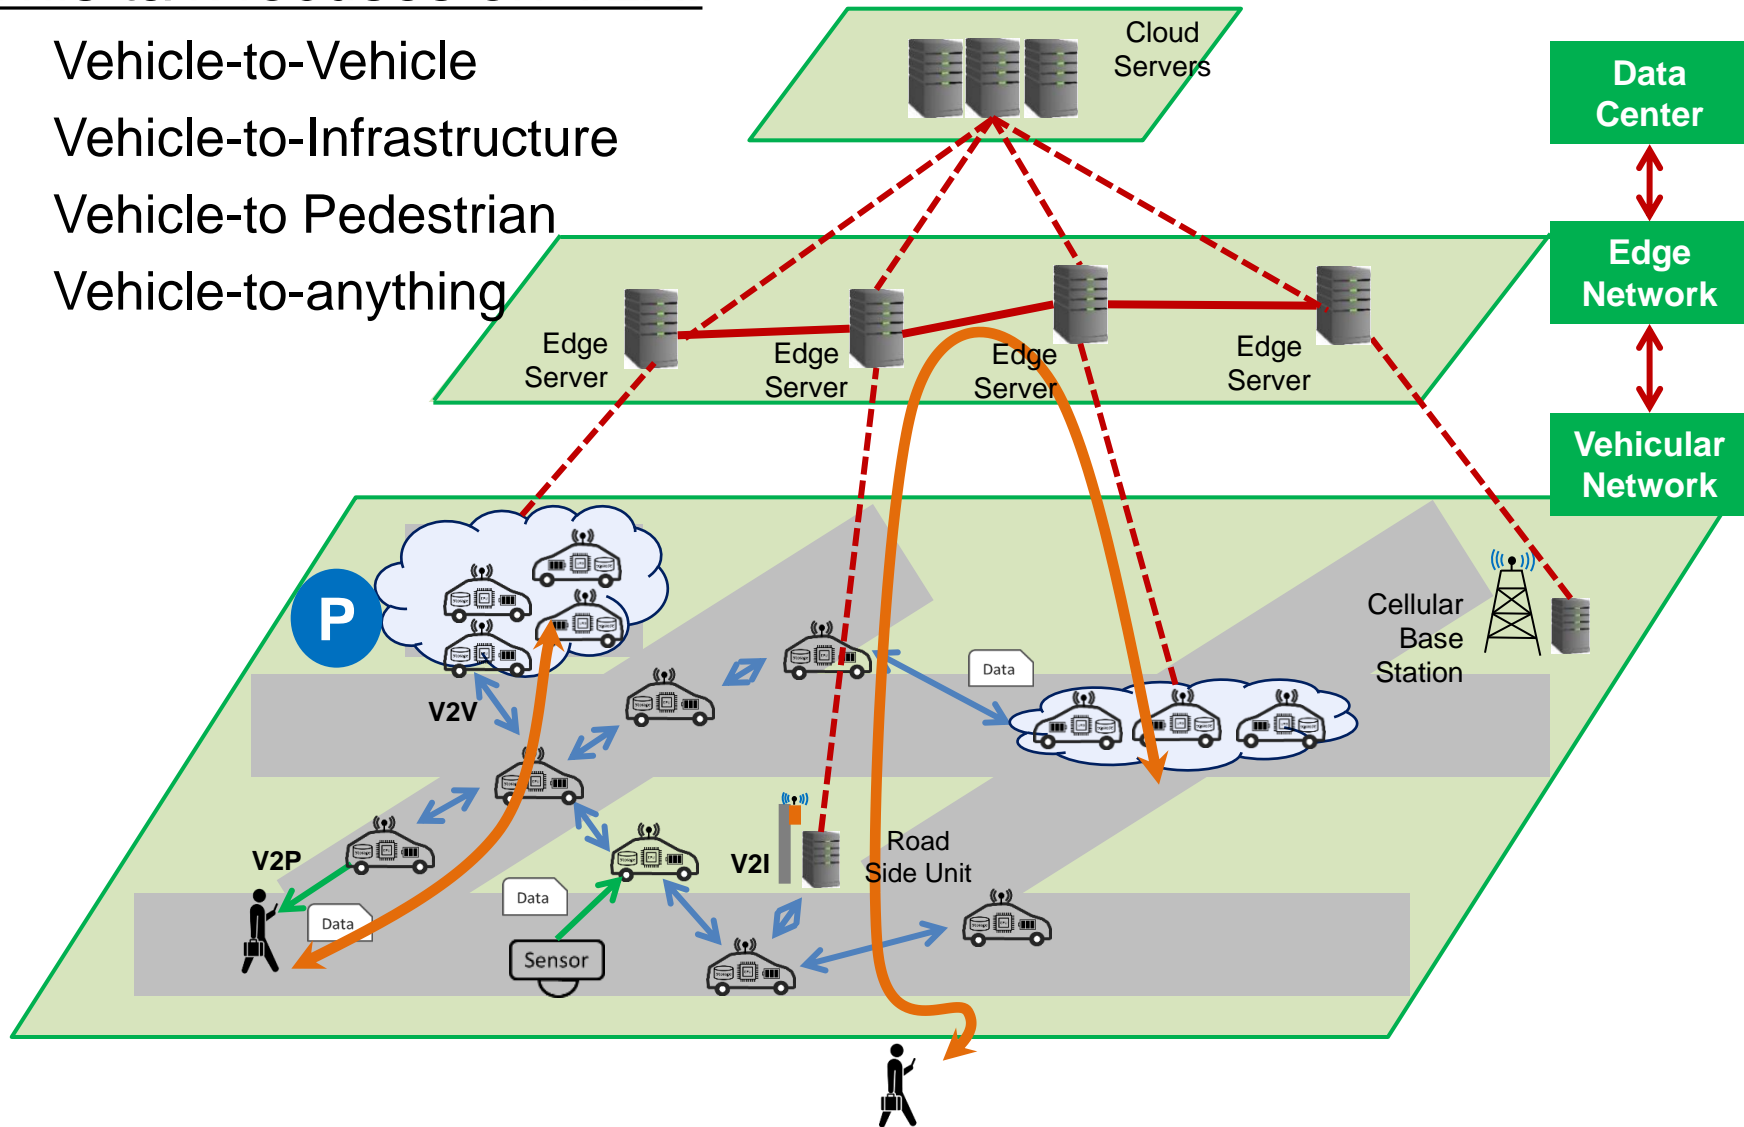 Vehicle-to-Vehicle
Vehicle-to-Infrastructure
Vehicle-to Pedestrian
Vehicle-to-anything
Cloud
Servers
Data
Center
Edge
Network
Vehicular
Network
Edge
Server
Edge
Server
Edge
Server
Edge
Server
P
Cellular
Base
Station
Data
V2V
V2P
Data
Data
Sensor
V2I
Road
Side Unit